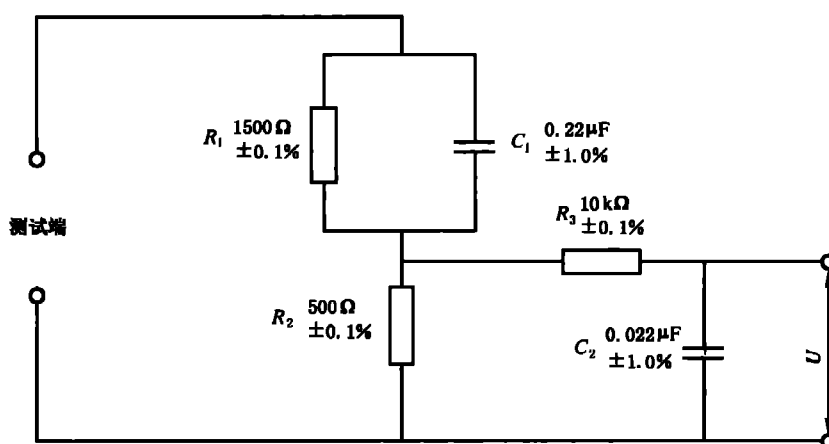 R₁ 1500Ω
±0.1%
C₁ 0.22μF
±1.0%
测试端
R₃ 10kΩ
±0.1%
R₂ 500Ω
±0.1%
C₂ 0.022μF
±1.0%
U